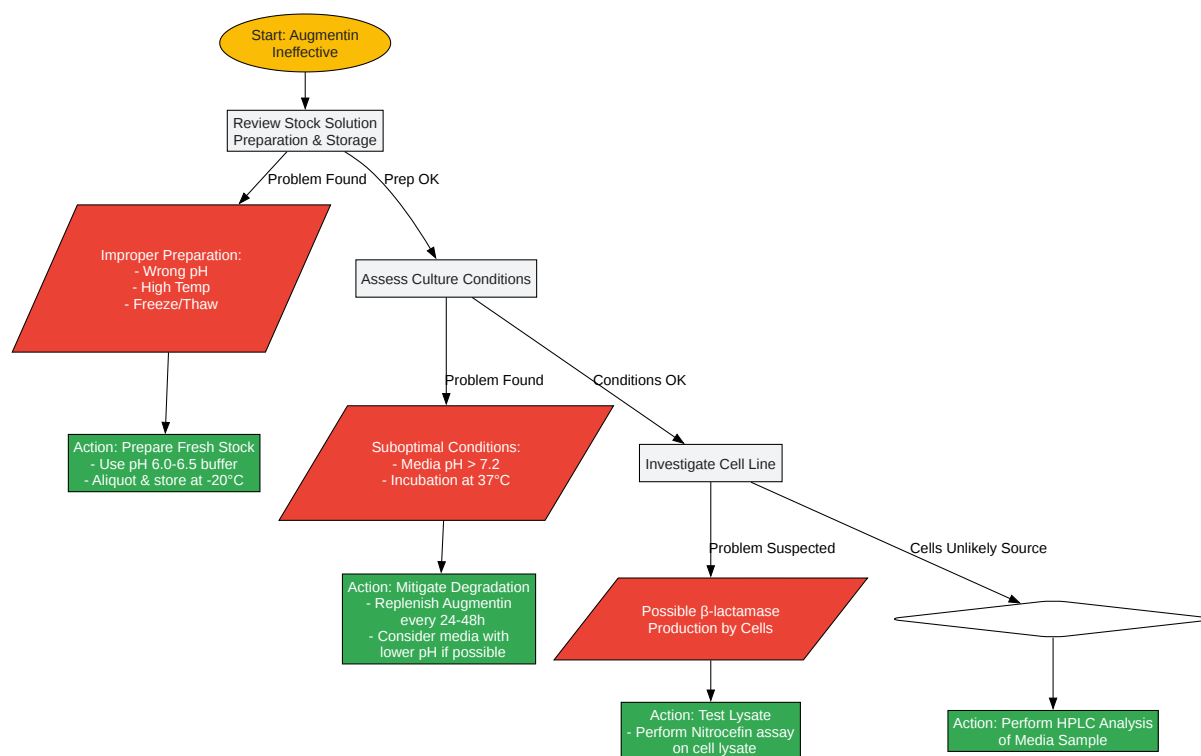 Start: Augmentin
Ineffective
Review Stock Solution
Preparation & Storage
Problem Found
Prep OK
Improper Preparation:
- Wrong pH
- High Temp
- Freeze/Thaw
Assess Culture Conditions
Problem Found
Conditions OK
Action: Prepare Fresh Stock
- Use pH 6.0-6.5 buffer
- Aliquot & store at -20°C
Suboptimal Conditions:
- Media pH > 7.2
- Incubation at 37°C
Investigate Cell Line
Problem Suspected
Cells Unlikely Source
Action: Mitigate Degradation
- Replenish Augmentin
every 24-48h
- Consider media with
lower pH if possible
Possible β-lactamase
Production by Cells
Action: Test Lysate
- Perform Nitrocefin assay
on cell lysate
Action: Perform HPLC Analysis
of Media Sample